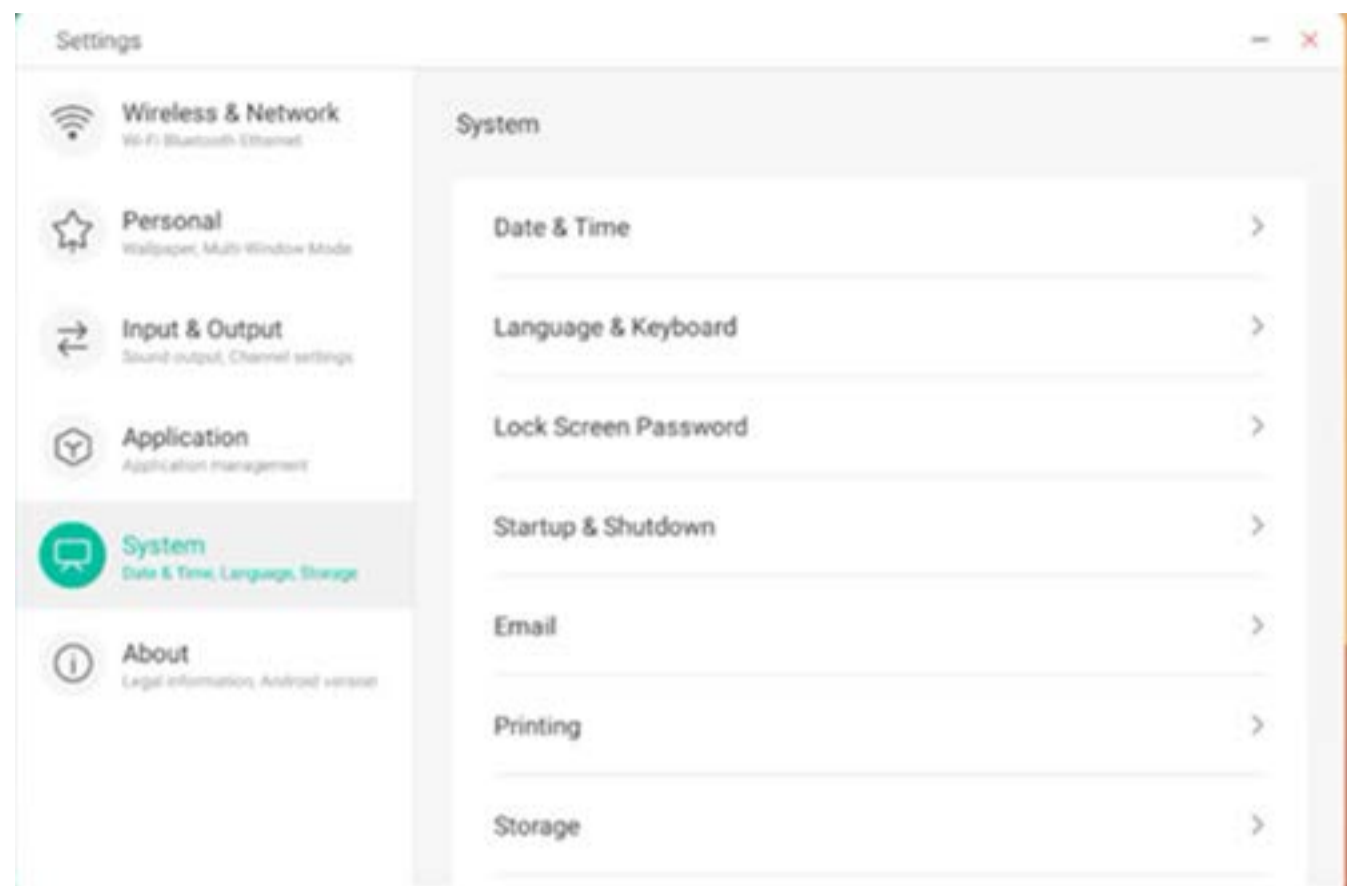 Settings
Wireless & Network
Wi-Fi Bluetooth Ethernet
Personal
Wallpaper, Multi-Window Mode
Input & Output
Sound output, Channel settings
Application
Application management
System
Date & Time, Language, Storage
About
Legal information, Android version
System
Date & Time
Language & Keyboard
Lock Screen Password
Startup & Shutdown
Email
Printing
Storage